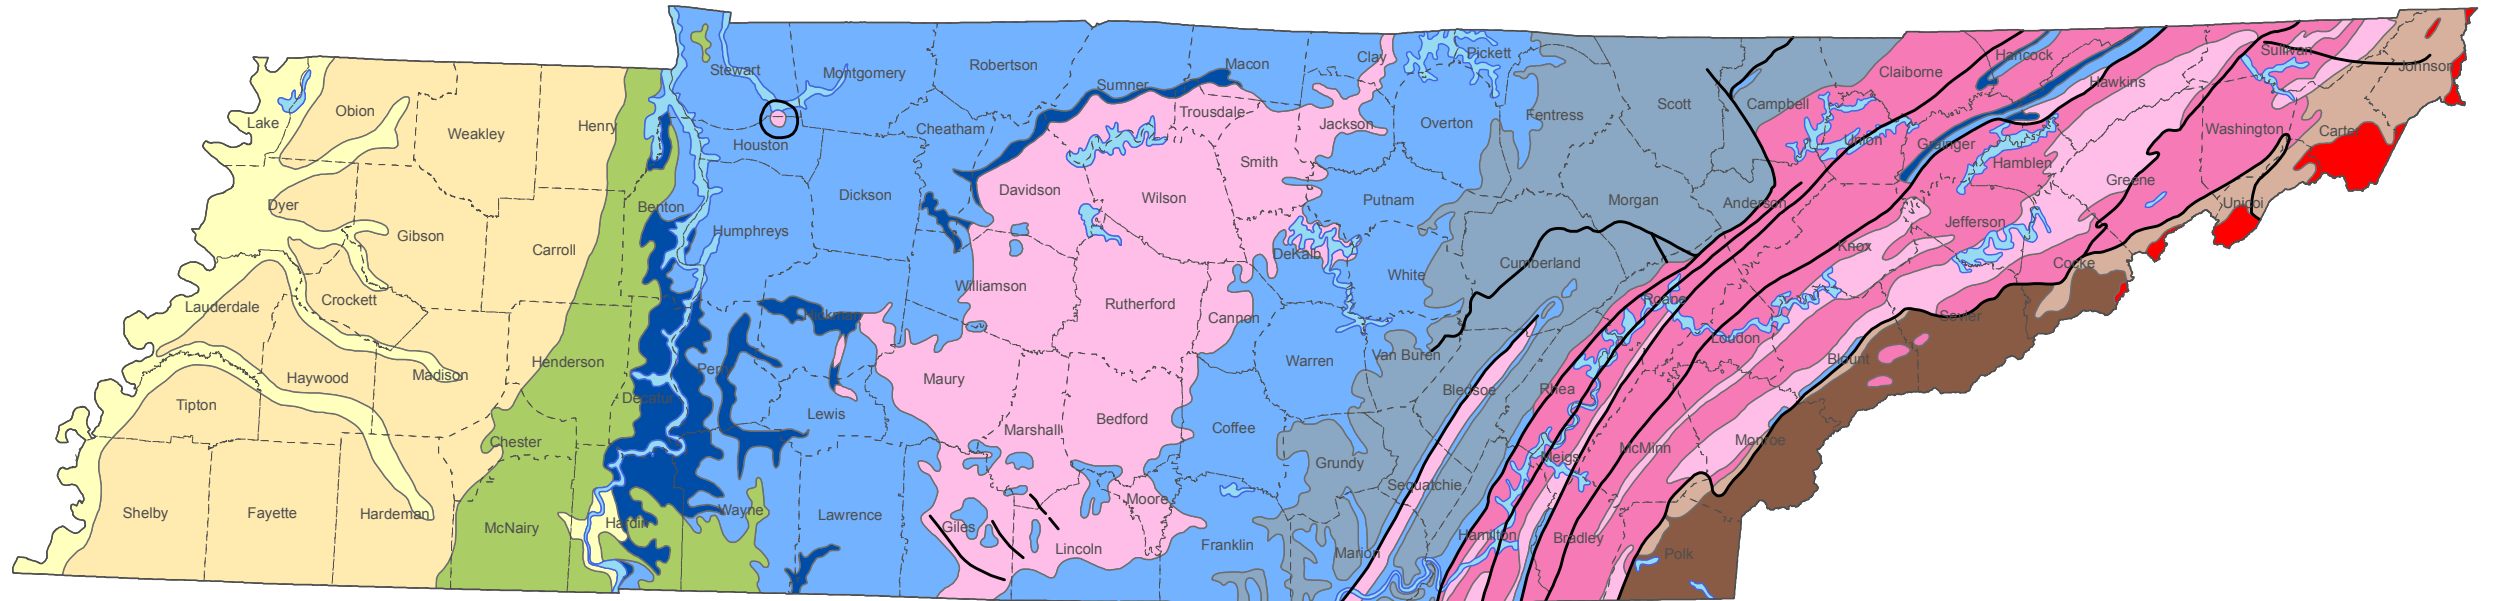 Stewart
Montgomery
Robertson
Sumner
Macon
Clay
Pickett
Hancock
Sullivan
Johnson
Claiborne
Hawkins
Lake
Obion
Weakley
Henry
Houston
Cheatham
Trousdale
Jackson
Overton
Fentress
Scott
Campbell
Union
Grainger
Hamblen
Washington
Carter
Dyer
Gibson
Carroll
Benton
Humphreys
Dickson
Davidson
Wilson
Smith
Putnam
Morgan
Anderson
Knox
Jefferson
Greene
Unicoi
Lauderdale
Crockett
Hickman
Williamson
Rutherford
Cannon
DeKalb
White
Cumberland
Roane
Loudon
Sevier
Cocke
Tipton
Haywood
Madison
Henderson
Decatur
Perry
Lewis
Maury
Marshall
Bedford
Coffee
Warren
Van Buren
Bledsoe
Rhea
Meigs
McMinn
Monroe
Blount
Shelby
Fayette
Hardeman
Chester
McNairy
Hardin
Wayne
Lawrence
Giles
Lincoln
Moore
Franklin
Grundy
Sequatchie
Marion
Hamilton
Bradley
Polk